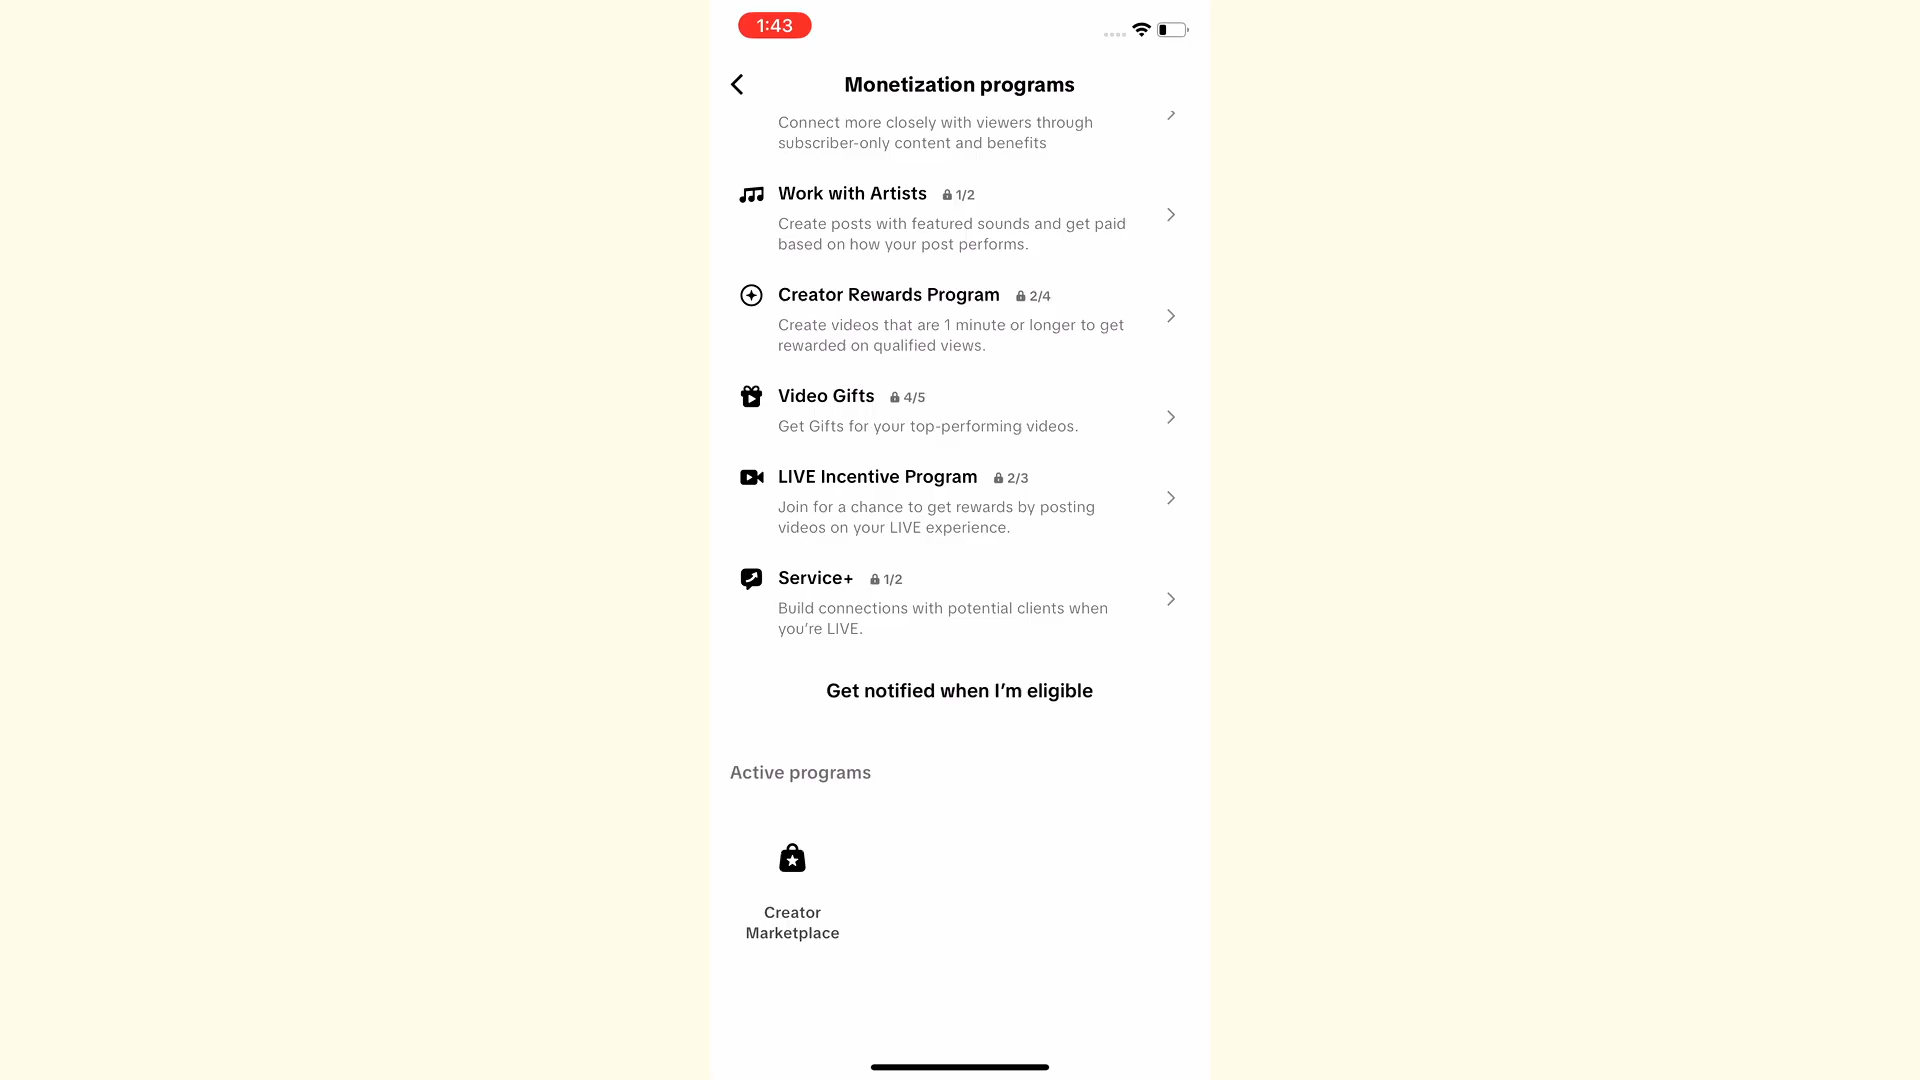 1:43
Monetization programs
Connect more closely with viewers through
subscriber-only content and benefits
Work with Artists 1/2
Create posts with featured sounds and get paid
based on how your post performs.
Creator Rewards Program 2/4
Create videos that are 1 minute or longer to get
rewarded on qualified views.
Video Gifts 4/5
Get Gifts for your top-performing videos.
LIVE Incentive Program 2/3
Join for a chance to get rewards by posting
videos on your LIVE experience.
Service+ 1/2
Build connections with potential clients when
you’re LIVE.
Get notified when I’m eligible
Active programs
Creator
Marketplace